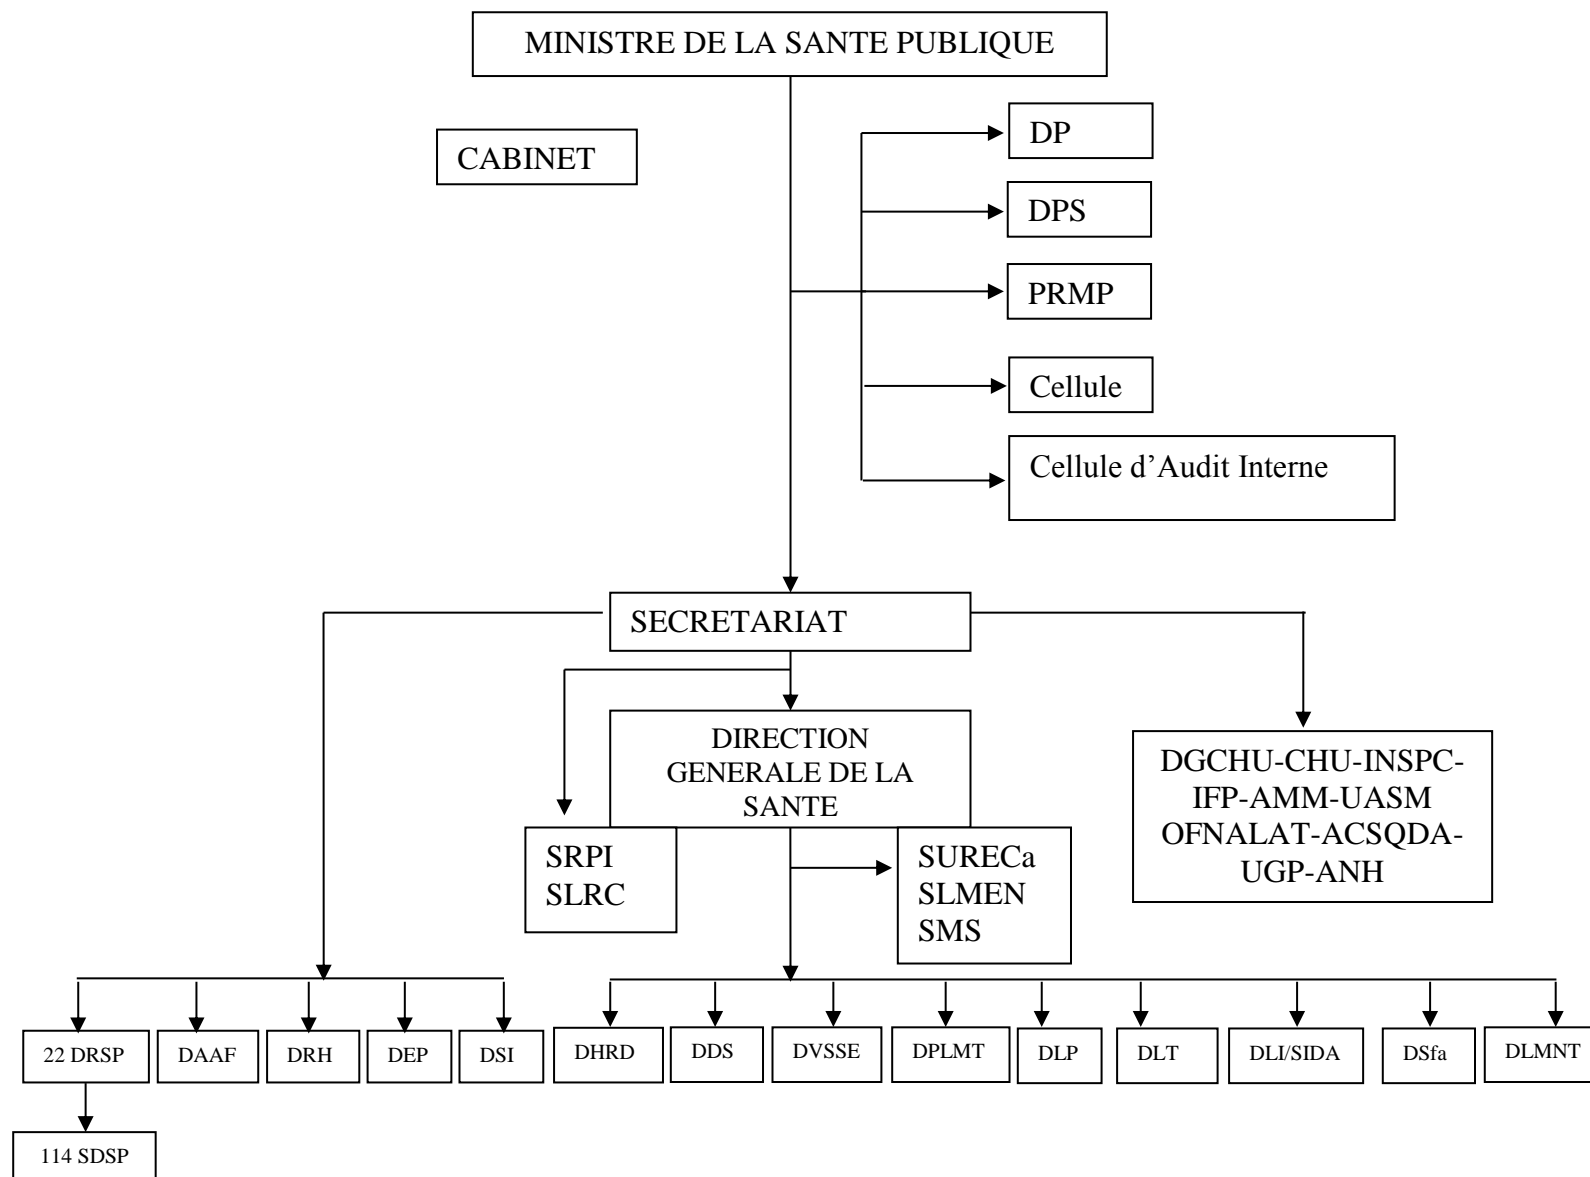 MINISTRE DE LA SANTE PUBLIQUE
CABINET
DP
DPS
PRMP
Cellule
Cellule d’Audit Interne
SECRETARIAT
DIRECTION
GENERALE DE LA
SANTE
DGCHU-CHU-INSPC-
IFP-AMM-UASM
OFNALAT-ACSQDA-
UGP-ANH
SRPI
SLRC
SURECa
SLMEN
SMS
22 DRSP
DAAF
DRH
DEP
DSI
DHRD
DDS
DVSSE
DPLMT
DLP
DLT
DLI/SIDA
DSfa
DLMNT
114 SDSP